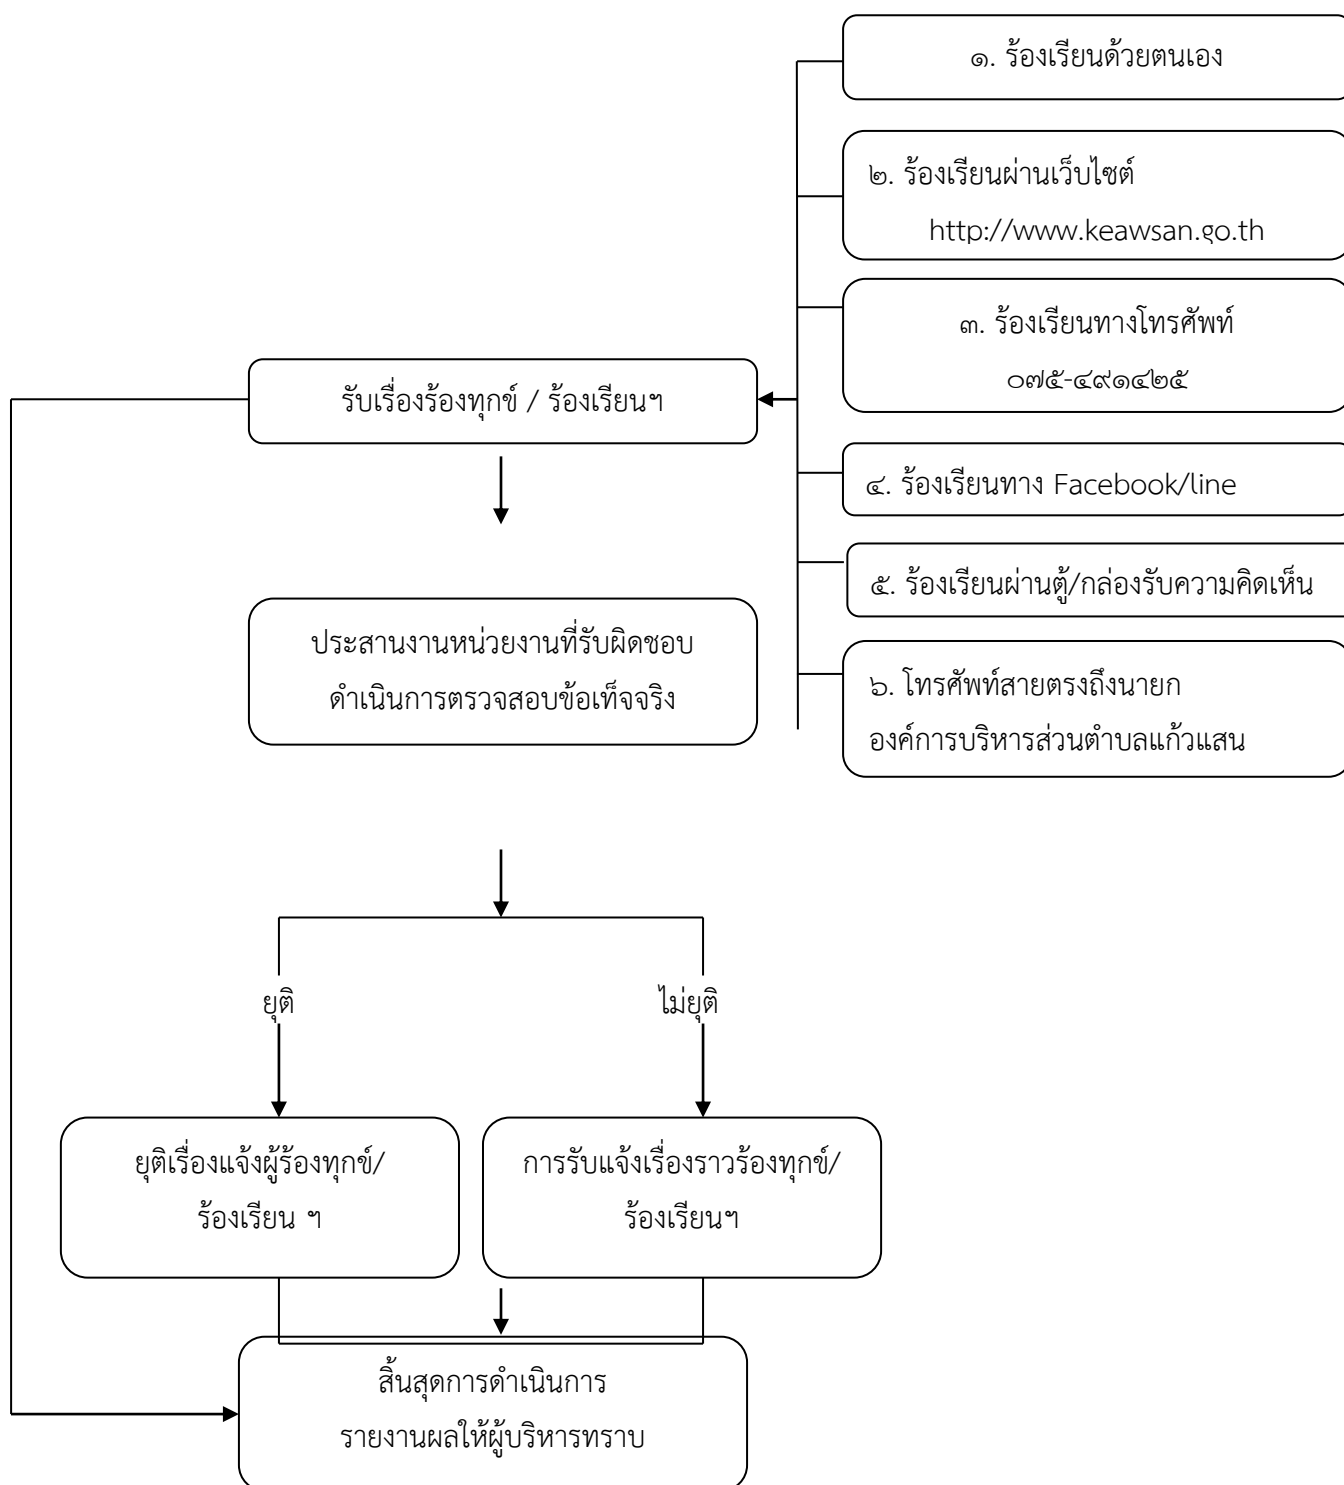 ๑. ร้องเรียนด้วยตนเอง
๒. ร้องเรียนผ่านเว็บไซต์
http://www.keawsan.go.th
๓. ร้องเรียนทางโทรศัพท์
๐๗๕-๔๙๑๔๒๕
รับเรื่องร้องทุกข์ / ร้องเรียนฯ
๔. ร้องเรียนทาง Facebook/line
๕. ร้องเรียนผ่านตู้/กล่องรับความคิดเห็น
ประสานงานหน่วยงานที่รับผิดชอบ
ดำเนินการตรวจสอบข้อเท็จจริง
๖. โทรศัพท์สายตรงถึงนายก
องค์การบริหารส่วนตำบลแก้วแสน
ยุติ
ไม่ยุติ
ยุติเรื่องแจ้งผู้ร้องทุกข์/
ร้องเรียน ฯ
การรับแจ้งเรื่องราวร้องทุกข์/
ร้องเรียนฯ
สิ้นสุดการดำเนินการ
รายงานผลให้ผู้บริหารทราบ